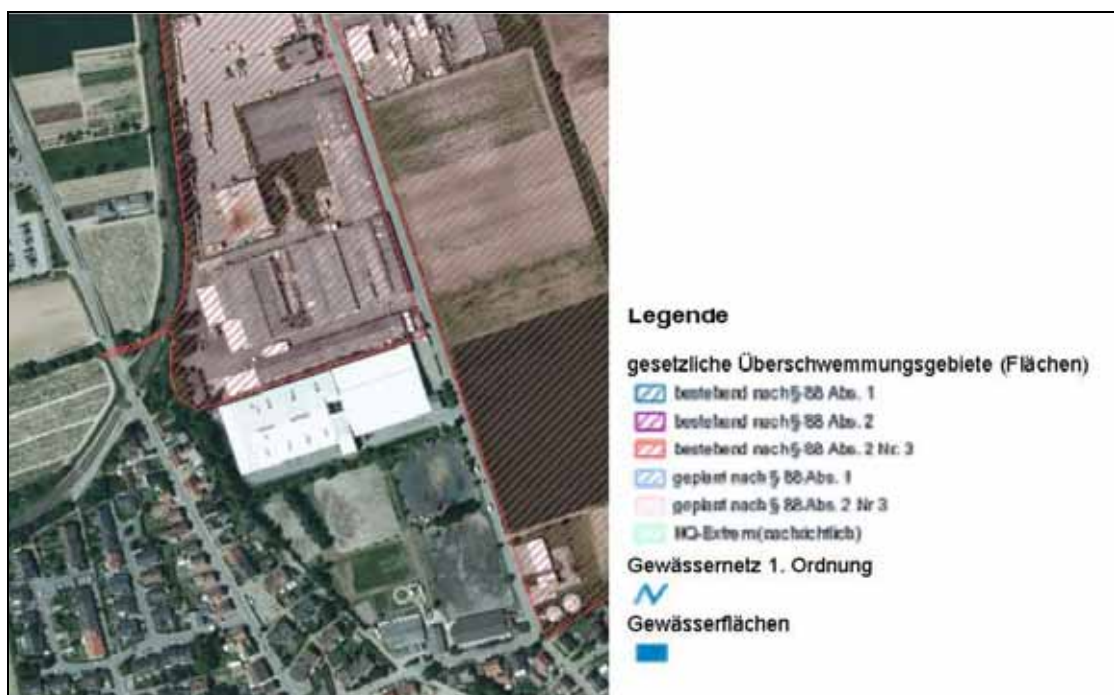 Legende
gesetzliche Überschwemmungsgebiete (Flächen)
bestehend nach § 88 Abs. 1
bestehend nach § 88 Abs. 2
bestehend nach § 88 Abs. 2 Nr. 3
geplant nach § 88 Abs. 1
geplant nach § 88 Abs. 2 Nr 3
HQ-Extrem (nachrichtlich)
Gewässernetz 1. Ordnung
Gewässerflächen